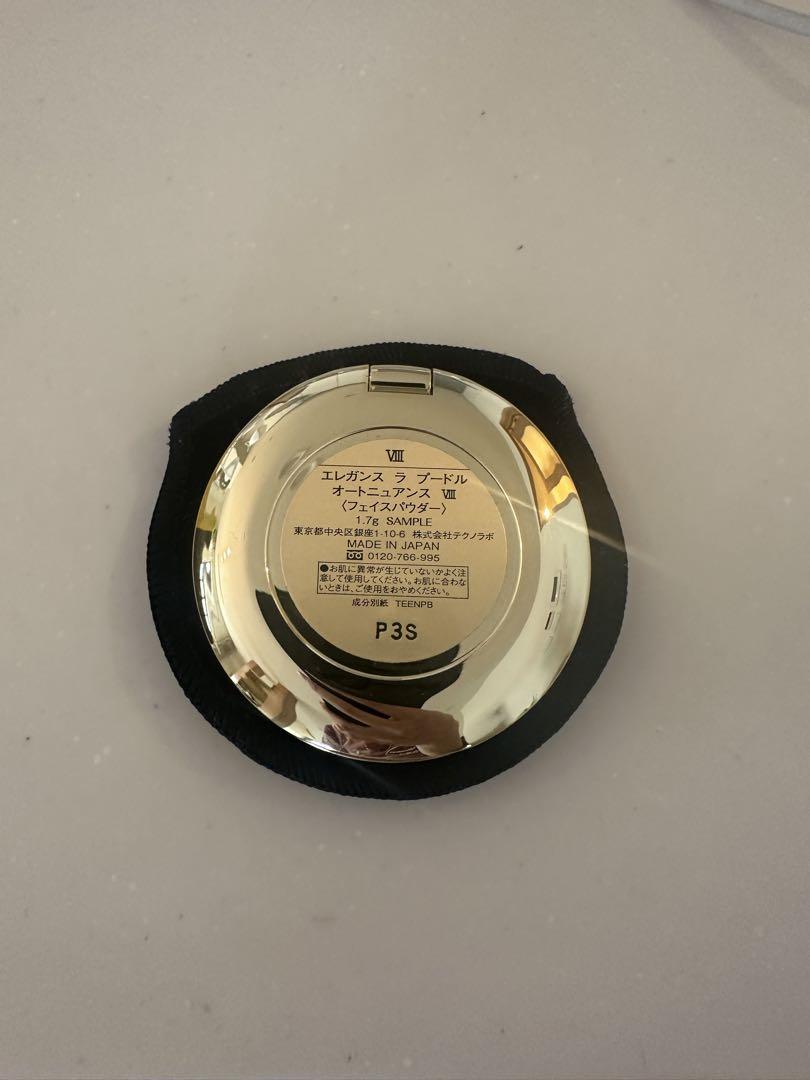 Ⅷ
エレガンス ラ プードル
オートニュアンス Ⅷ
〈フェイスパウダー〉
1.7g SAMPLE
東京都中央区銀座1-10-6 株式会社テクノラボ
MADE IN JAPAN
0120-766-995
●お肌に異常が生じていないかよく注
意して使用してください。お肌に合わな
いときは、ご使用をおやめください。
成分別紙 TEENPB
P3S